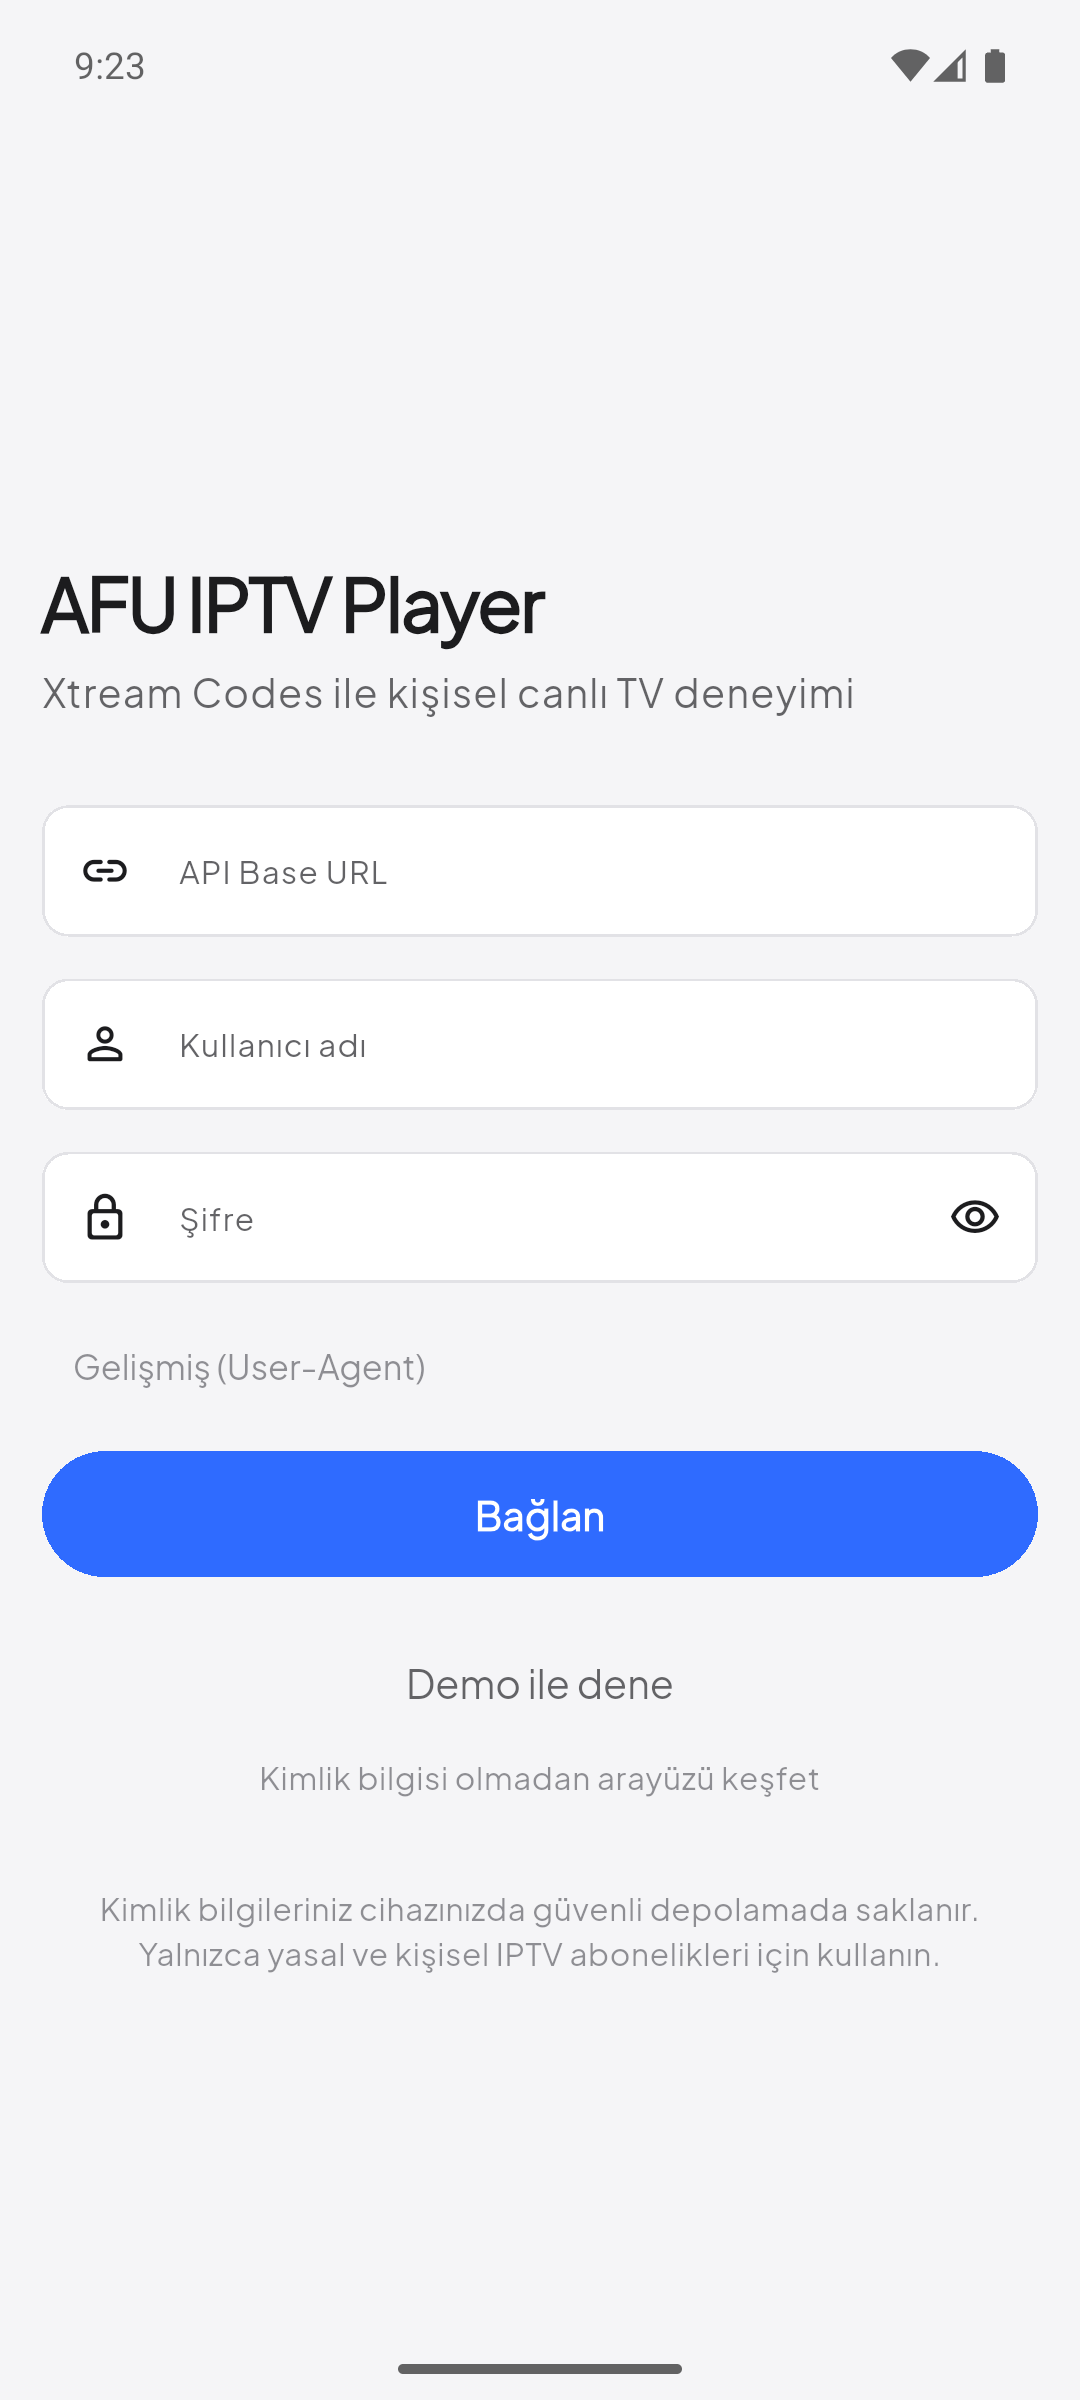 9:23
AFU IPTV Player
Xtream Codes ile kişisel canlı TV deneyimi
API Base URL
Kullanıcı adı
Şifre
Gelişmiş (User-Agent)
Bağlan
Demo ile dene
Kimlik bilgisi olmadan arayüzü keşfet
Kimlik bilgileriniz cihazınızda güvenli depolamada saklanır.
Yalnızca yasal ve kişisel IPTV abonelikleri için kullanın.